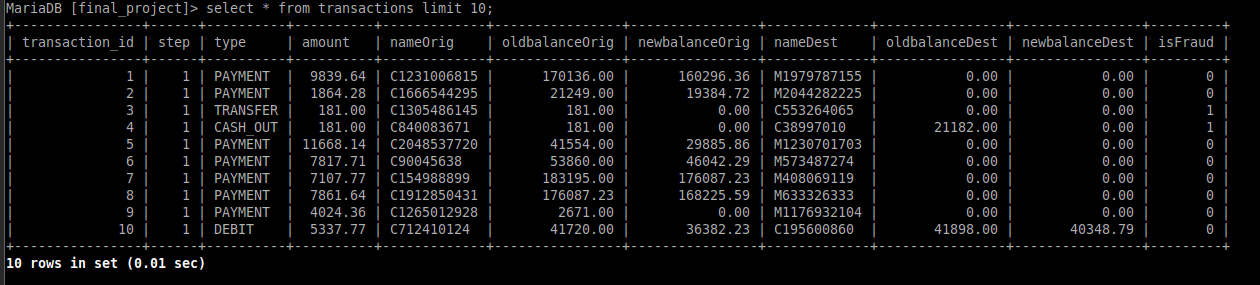 MariaDB [final_project]> select * from transactions limit 10;
+----------------+------+----------+----------+-------------+----------------+----------------+-------------+----------------+----------------+---------+
| transaction_id | step | type | amount | nameOrig | oldbalanceOrig | newbalanceOrig | nameDest | oldbalanceDest | newbalanceDest | isFraud |
+----------------+------+----------+----------+-------------+----------------+----------------+-------------+----------------+----------------+---------+
| 1 | 1 | PAYMENT | 9839.64 | C1231006815 | 170136.00 | 160296.36 | M1979787155 | 0.00 | 0.00 | 0 |
| 2 | 1 | PAYMENT | 1864.28 | C1666544295 | 21249.00 | 19384.72 | M2044282225 | 0.00 | 0.00 | 0 |
| 3 | 1 | TRANSFER | 181.00 | C1305486145 | 181.00 | 0.00 | C553264065 | 0.00 | 0.00 | 1 |
| 4 | 1 | CASH_OUT | 181.00 | C840083671 | 181.00 | 0.00 | C38997010 | 21182.00 | 0.00 | 1 |
| 5 | 1 | PAYMENT | 11668.14 | C2048537720 | 41554.00 | 29885.86 | M1230701703 | 0.00 | 0.00 | 0 |
| 6 | 1 | PAYMENT | 7817.71 | C90045638 | 53860.00 | 46042.29 | M573487274 | 0.00 | 0.00 | 0 |
| 7 | 1 | PAYMENT | 7107.77 | C154988899 | 183195.00 | 176087.23 | M408069119 | 0.00 | 0.00 | 0 |
| 8 | 1 | PAYMENT | 7861.64 | C1912850431 | 176087.23 | 168225.59 | M633326333 | 0.00 | 0.00 | 0 |
| 9 | 1 | PAYMENT | 4024.36 | C1265012928 | 2671.00 | 0.00 | M1176932104 | 0.00 | 0.00 | 0 |
| 10 | 1 | DEBIT | 5337.77 | C712410124 | 41720.00 | 36382.23 | C195600860 | 41898.00 | 40348.79 | 0 |
+----------------+------+----------+----------+-------------+----------------+----------------+-------------+----------------+----------------+---------+
10 rows in set (0.01 sec)